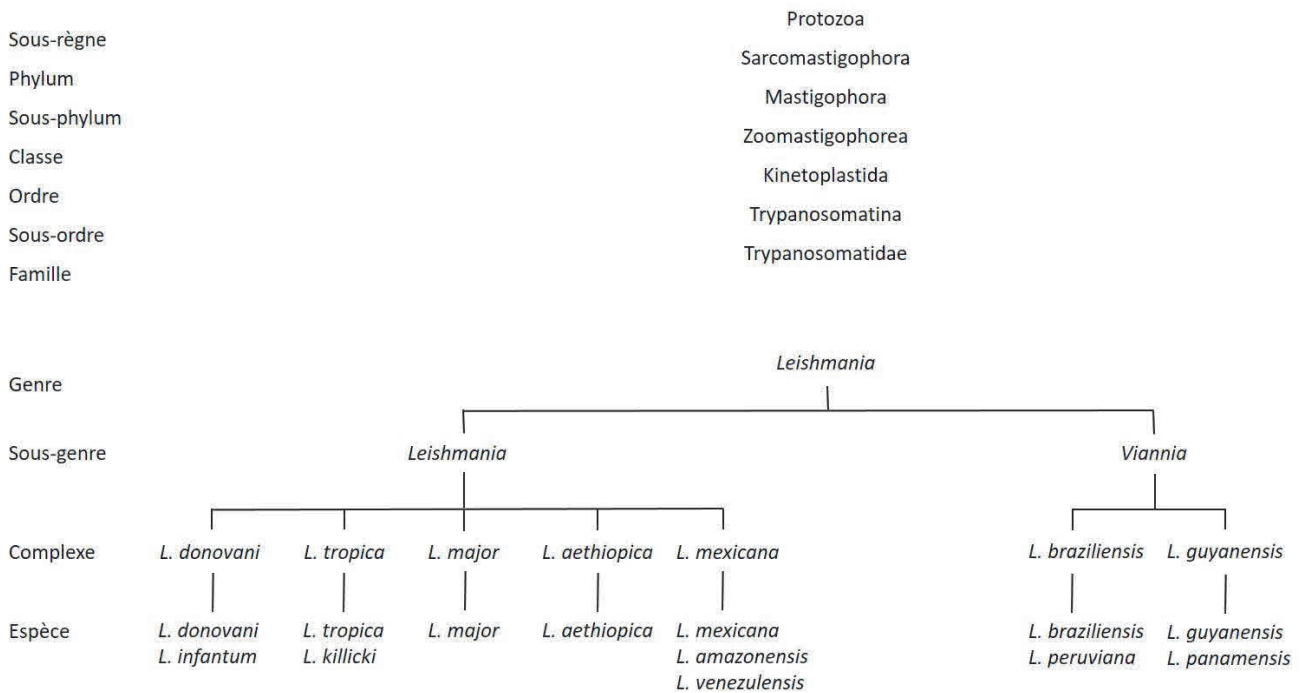 Protozoa
Sous-règne
Sarcomastigophora
Phylum
Mastigophora
Sous-phylum
Zoomastigophorea
Classe
Kinetoplastida
Ordre
Trypanosomatina
Sous-ordre
Trypanosomatidae
Famille
Leishmania
Genre
Sous-genre Leishmania Viannia
Complexe L. donovani L. tropica L. major L. aethiopica L. mexicana L. braziliensis L. guyanensis
Espèce L. donovani L. tropica L. major L. aethiopica L. mexicana L. braziliensis L. guyanensis
L. infantum L. killicki L. amazonensis L. peruviana L. panamensis
L. venezulensis